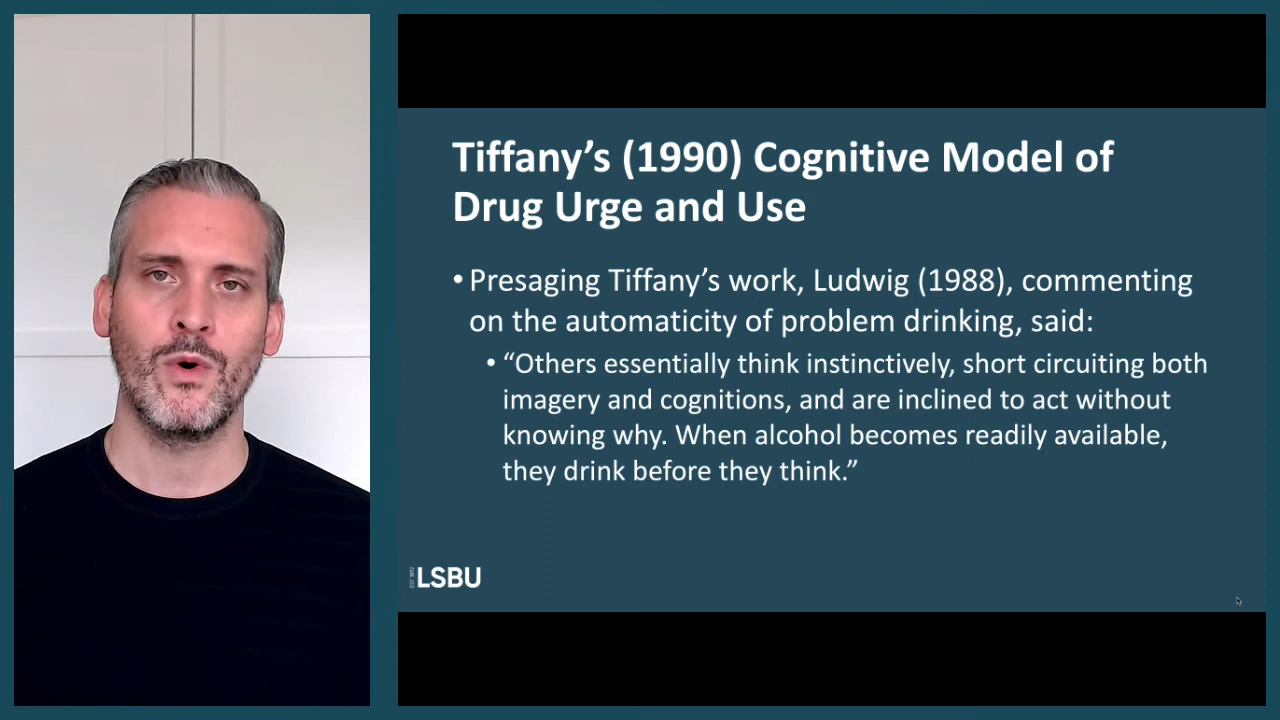 Tiffany’s (1990) Cognitive Model of
Drug Urge and Use
• Presaging Tiffany’s work, Ludwig (1988), commenting
on the automaticity of problem drinking, said:
• “Others essentially think instinctively, short circuiting both
imagery and cognitions, and are inclined to act without
knowing why. When alcohol becomes readily available,
they drink before they think.”
LSBU